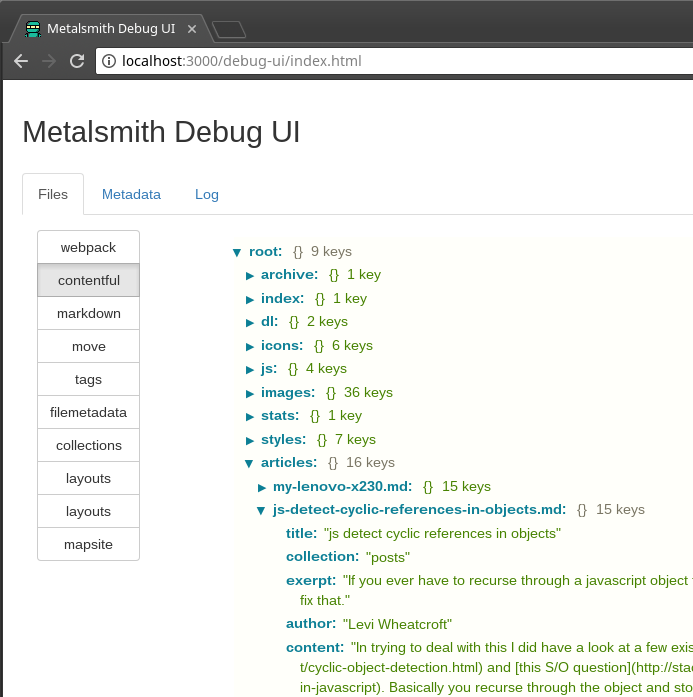 Metalsmith Debug UI
localhost:3000/debug-ui/index.html
Metalsmith Debug UI
Files Metadata Log
webpack
contentful
markdown
move
tags
filemetadata
collections
layouts
layouts
mapsite
root: {} 9 keys
archive: {} 1 key
index: {} 1 key
dl: {} 2 keys
icons: {} 6 keys
js: {} 4 keys
images: {} 36 keys
stats: {} 1 key
styles: {} 7 keys
articles: {} 16 keys
my-lenovo-x230.md: {} 15 keys
js-detect-cyclic-references-in-objects.md: {} 15 keys
title: "js detect cyclic references in objects"
collection: "posts"
exerpt: "If you ever have to recurse through a javascript object
fix that."
author: "Levi Wheatcroft"
content: "In trying to deal with this I did have a look at a few exis
t/cyclic-object-detection.html) and [this S/O question](http://stac
in-javascript). Basically you recurse through the object and sto